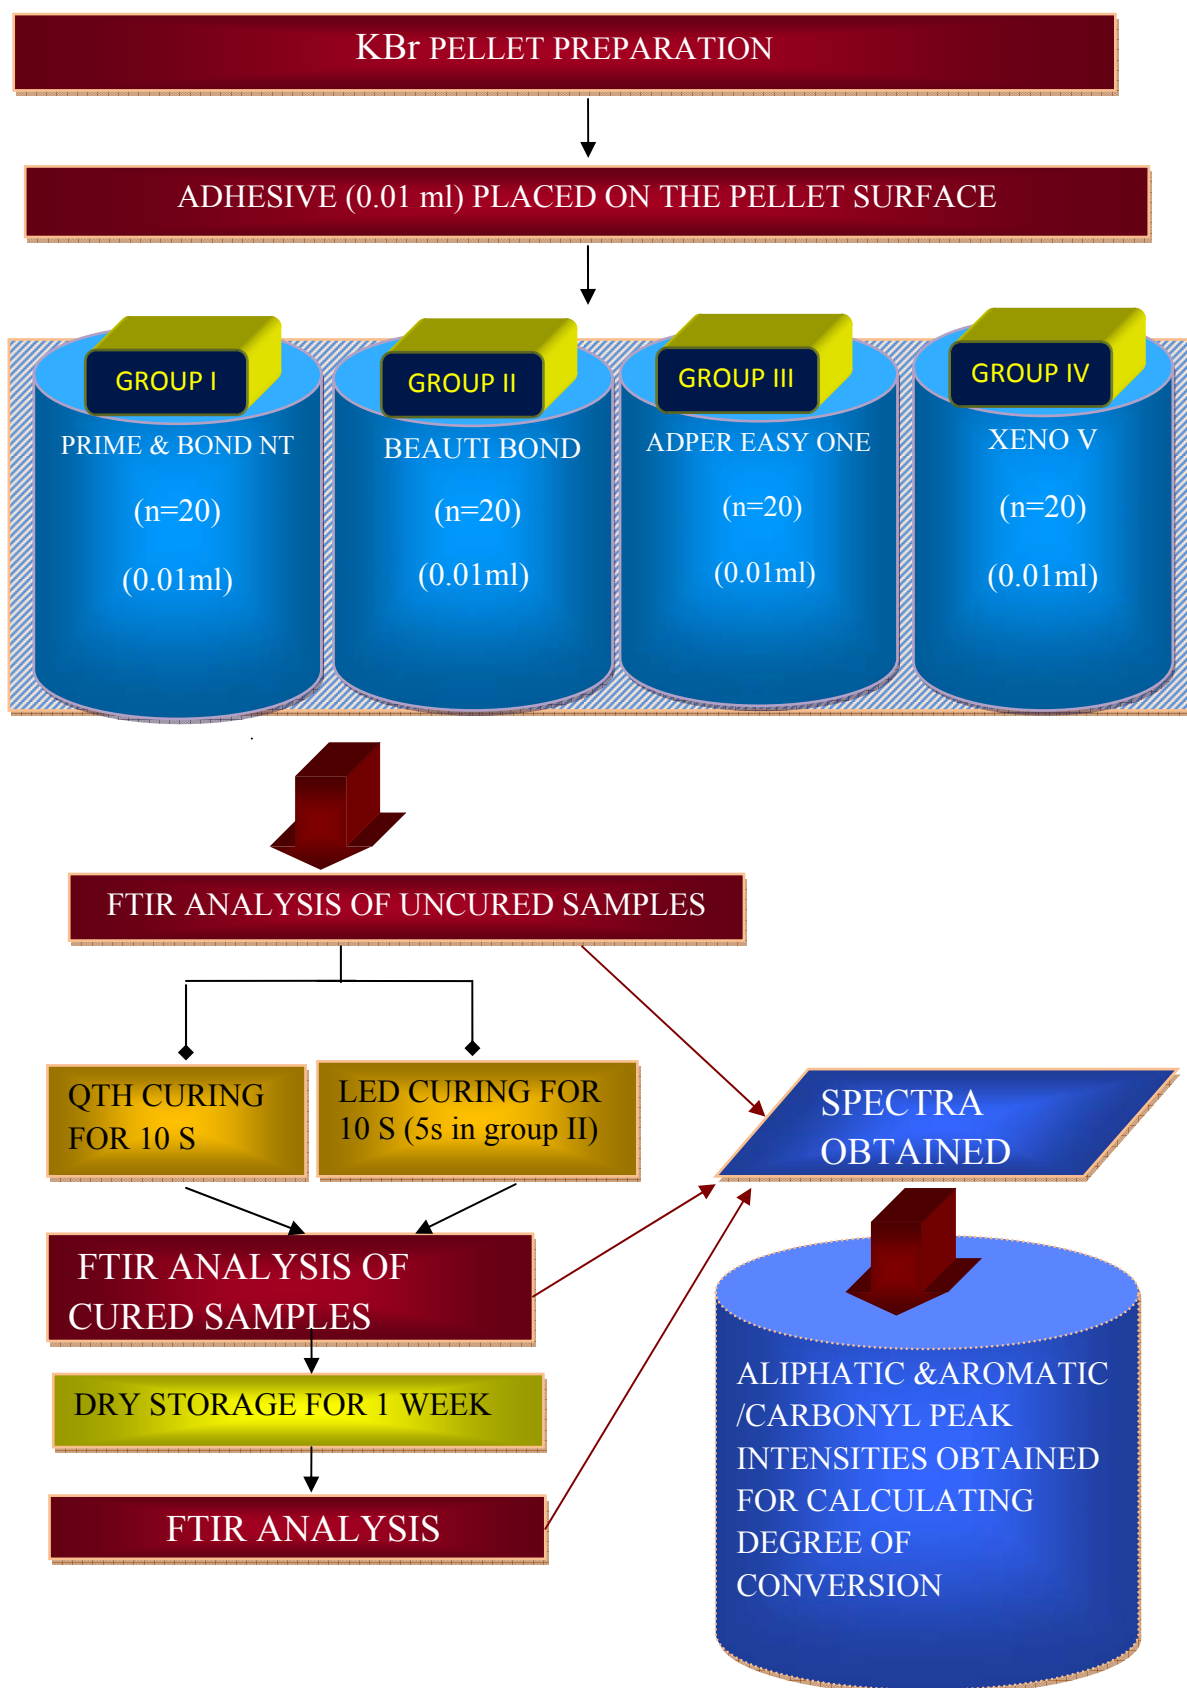 KBr PELLET PREPARATION
ADHESIVE (0.01 ml) PLACED ON THE PELLET SURFACE
GROUP I
PRIME & BOND NT
(n=20)
(0.01ml)
GROUP II
BEAUTI BOND
(n=20)
(0.01ml)
GROUP III
ADPER EASY ONE
(n=20)
(0.01ml)
GROUP IV
XENO V
(n=20)
(0.01ml)
FTIR ANALYSIS OF UNCURED SAMPLES
QTH CURING
FOR 10 S
LED CURING FOR
10 S (5s in group II)
FTIR ANALYSIS OF
CURED SAMPLES
DRY STORAGE FOR 1 WEEK
FTIR ANALYSIS
SPECTRA
OBTAINED
ALIPHATIC &AROMATIC
/CARBONYL PEAK
INTENSITIES OBTAINED
FOR CALCULATING
DEGREE OF
CONVERSION